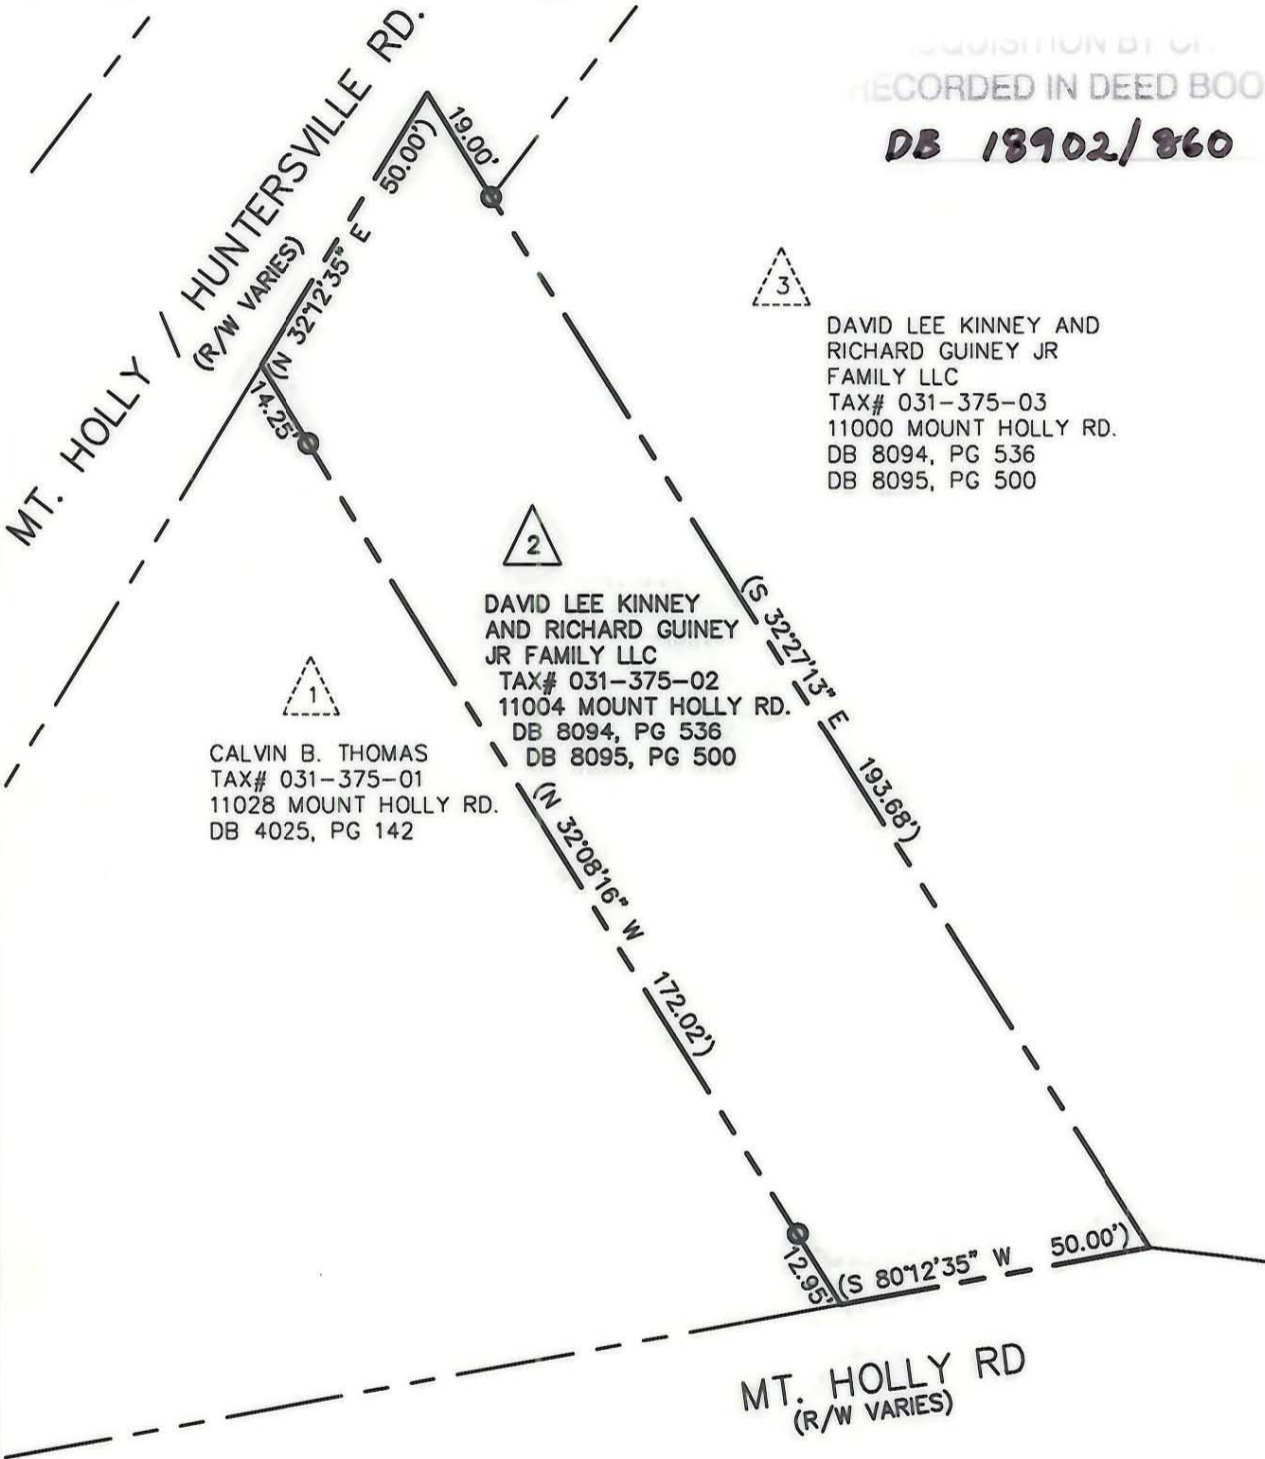 RECORDED IN DEED BOO
DB 18902/860
MT. HOLLY / HUNTERSVILLE RD.
(R/W VARIES)
(N 32°12'35" E 50.00')
19.00'
14.25'
3
DAVID LEE KINNEY AND
RICHARD GUINEY JR
FAMILY LLC
TAX# 031-375-03
11000 MOUNT HOLLY RD.
DB 8094, PG 536
DB 8095, PG 500
2
DAVID LEE KINNEY
AND RICHARD GUINEY
JR FAMILY LLC
TAX# 031-375-02
11004 MOUNT HOLLY RD.
DB 8094, PG 536
DB 8095, PG 500
1
CALVIN B. THOMAS
TAX# 031-375-01
11028 MOUNT HOLLY RD.
DB 4025, PG 142
(S 32°27'13" E 193.68')
(N 32°08'16" W 172.02')
12.95'
(S 80°12'35" W 50.00')
MT. HOLLY RD
(R/W VARIES)